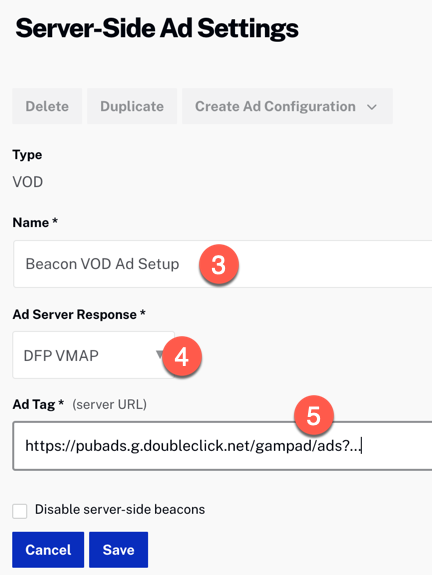 Server-Side Ad Settings
Delete Duplicate Create Ad Configuration
Type
VOD
Name *
Beacon VOD Ad Setup 3
Ad Server Response *
DFP VMAP 4
Ad Tag * (server URL) 5
https://pubads.g.doubleclick.net/gampad/ads?...
Disable server-side beacons
Cancel Save